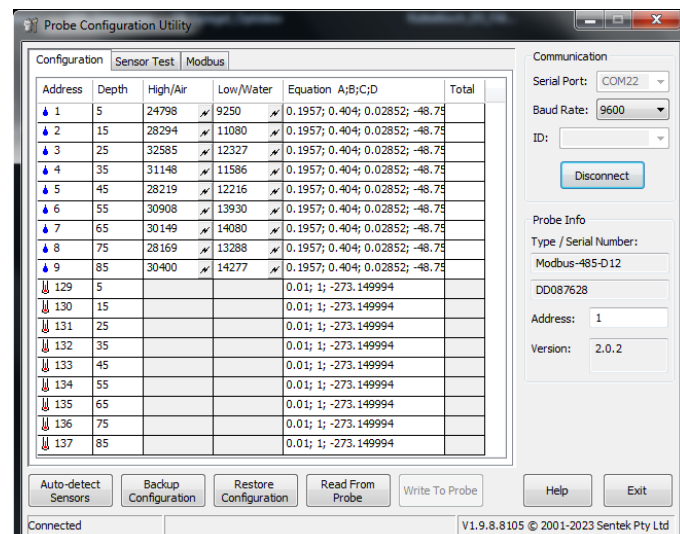 Probe Configuration Utility
Configuration Sensor Test Modbus
Address Depth High/Air Low/Water Equation A;B;C;D Total
1 5 24798 9250 0.1957; 0.404; 0.02852; -48.75
2 15 28294 11080 0.1957; 0.404; 0.02852; -48.75
3 25 32585 12327 0.1957; 0.404; 0.02852; -48.75
4 35 31148 11586 0.1957; 0.404; 0.02852; -48.75
5 45 28219 12216 0.1957; 0.404; 0.02852; -48.75
6 55 30908 13930 0.1957; 0.404; 0.02852; -48.75
7 65 30149 14080 0.1957; 0.404; 0.02852; -48.75
8 75 28169 13288 0.1957; 0.404; 0.02852; -48.75
9 85 30400 14277 0.1957; 0.404; 0.02852; -48.75
129 5 0.01; 1; -273.149994
130 15 0.01; 1; -273.149994
131 25 0.01; 1; -273.149994
132 35 0.01; 1; -273.149994
133 45 0.01; 1; -273.149994
134 55 0.01; 1; -273.149994
135 65 0.01; 1; -273.149994
136 75 0.01; 1; -273.149994
137 85 0.01; 1; -273.149994
Communication
Serial Port: COM22
Baud Rate: 9600
ID:
Disconnect
Probe Info
Type / Serial Number:
Modbus-485-D12
DD087628
Address: 1
Version: 2.0.2
Auto-detect Sensors
Backup Configuration
Restore Configuration
Read From Probe
Write To Probe
Help
Exit
Connected
V1.9.8.8105 © 2001-2023 Sentek Pty Ltd